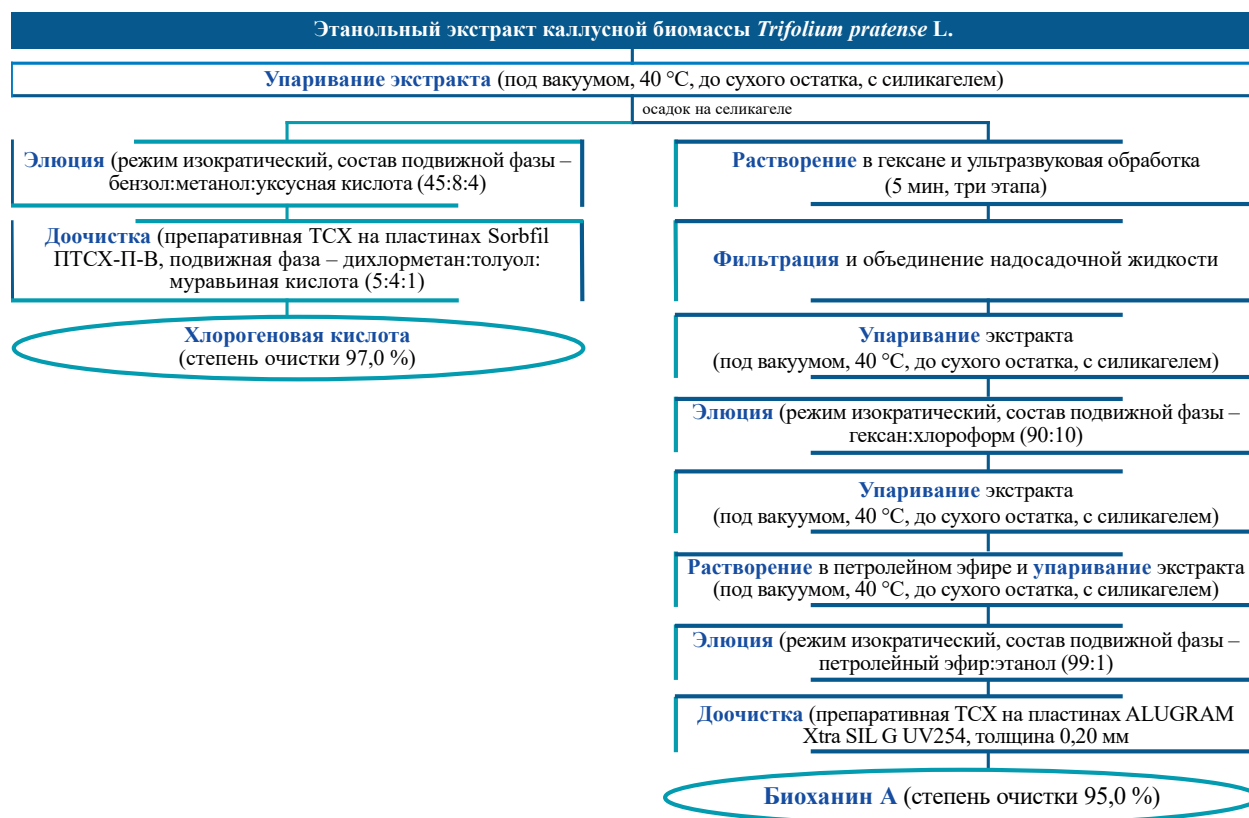 Этанольный экстракт каллусной биомассы Trifolium pratense L.
Упаривание экстракта (под вакуумом, 40 °C, до сухого остатка, с силикагелем)
осадок на селикагеле
Элюция (режим изократический, состав подвижной фазы –
бензол:метанол:уксусная кислота (45:8:4)
Доочистка (препаративная ТСХ на пластинах Sorbfil
ПТСХ-П-В, подвижная фаза – дихлорметан:толуол:
муравьиная кислота (5:4:1)
Хлорогеновая кислота
(степень очистки 97,0 %)
Растворение в гексане и ультразвуковая обработка
(5 мин, три этапа)
Фильтрация и объединение надосадочной жидкости
Упаривание экстракта
(под вакуумом, 40 °C, до сухого остатка, с силикагелем)
Элюция (режим изократический, состав подвижной фазы –
гексан:хлороформ (90:10)
Упаривание экстракта
(под вакуумом, 40 °C, до сухого остатка, с силикагелем)
Растворение в петролейном эфире и упаривание экстракта
(под вакуумом, 40 °C, до сухого остатка, с силикагелем)
Элюция (режим изократический, состав подвижной фазы –
петролейный эфир:этанол (99:1)
Доочистка (препаративная ТСХ на пластинах ALUGRAM
Xtra SIL G UV254, толщина 0,20 мм
Биоханин А (степень очистки 95,0 %)